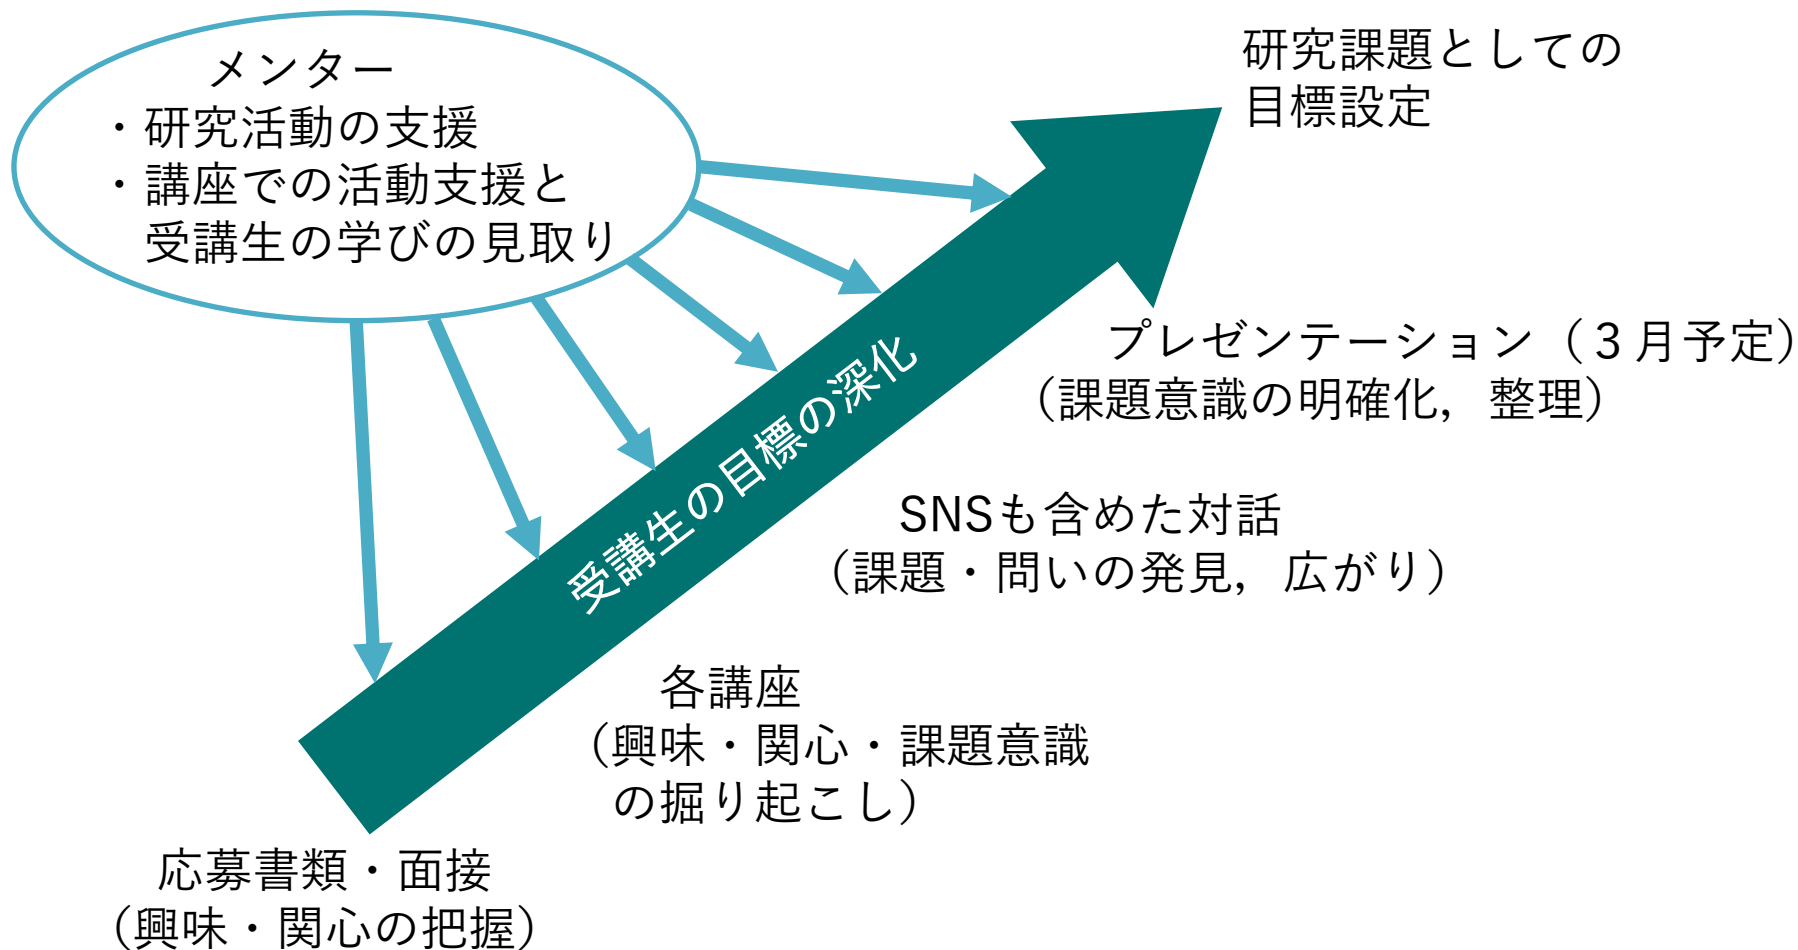 メンター
・研究活動の支援
・講座での活動支援と
受講生の学びの見取り
研究課題としての
目標設定
受講生の目標の深化
プレゼンテーション（３月予定）
（課題意識の明確化，整理）
SNSも含めた対話
（課題・問いの発見，広がり）
各講座
（興味・関心・課題意識
の掘り起こし）
応募書類・面接
（興味・関心の把握）